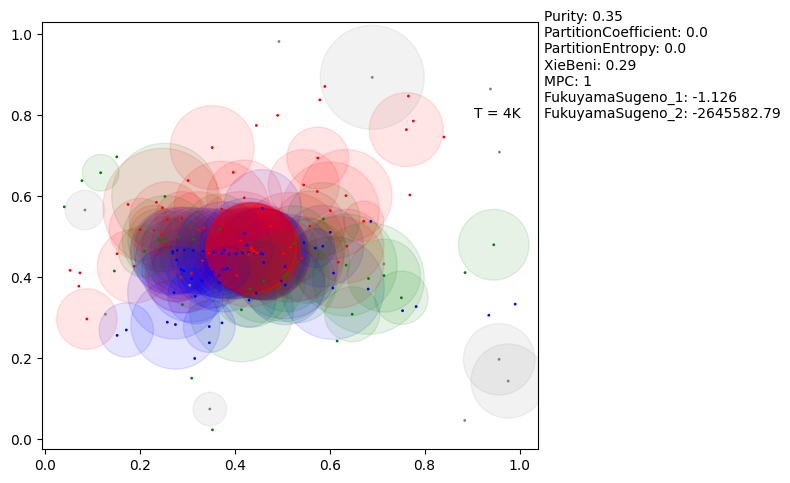 Purity: 0.35
PartitionCoefficient: 0.0
PartitionEntropy: 0.0
XieBeni: 0.29
MPC: 1
FukuyamaSugeno_1: -1.126
FukuyamaSugeno_2: -2645582.79
T = 4K
1.0
0.8
0.6
0.4
0.2
0.0
0.0 0.2 0.4 0.6 0.8 1.0